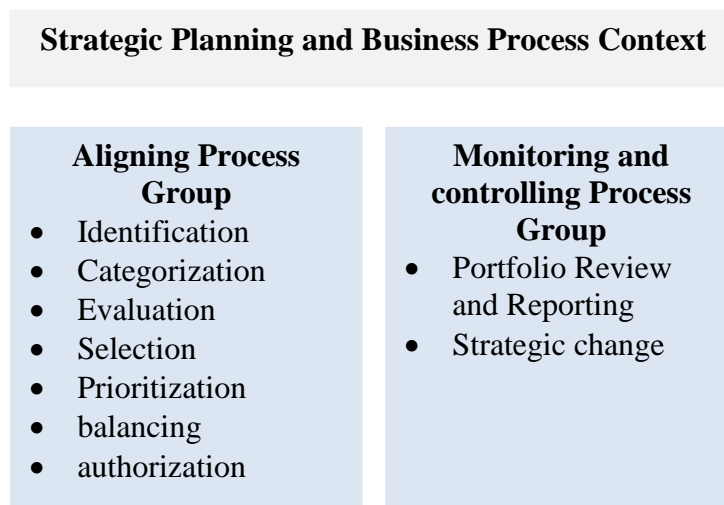 Strategic Planning and Business Process Context
Aligning Process
Group
• Identification
• Categorization
• Evaluation
• Selection
• Prioritization
• balancing
• authorization
Monitoring and
controlling Process
Group
• Portfolio Review
and Reporting
• Strategic change